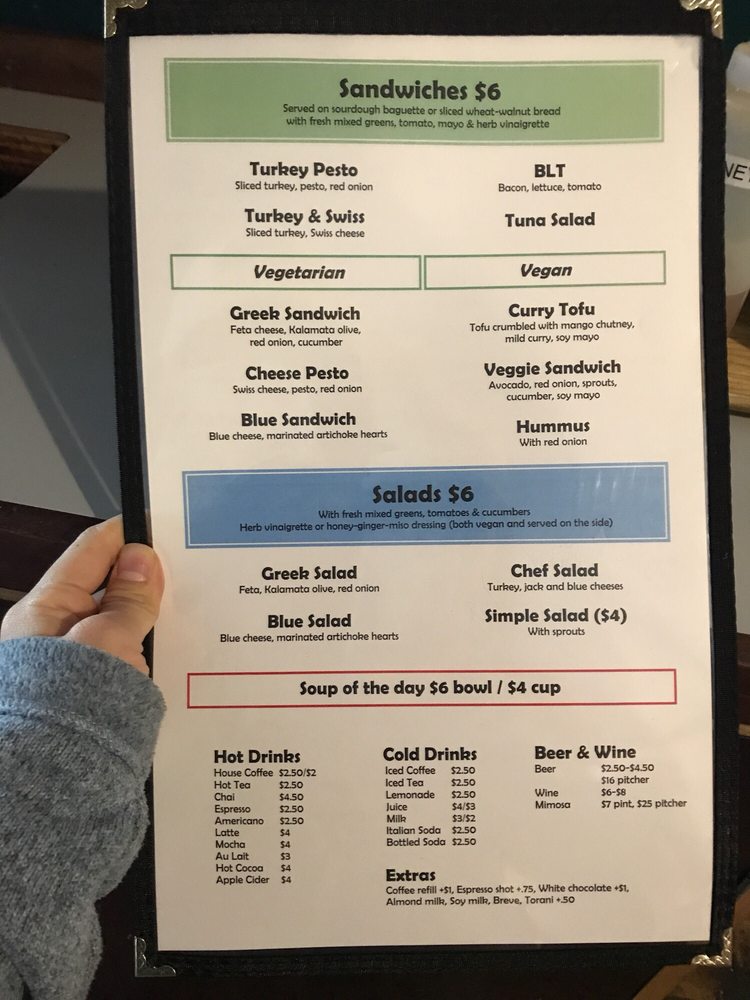 Sandwiches $6
Served on sourdough baguette or sliced wheat-walnut bread
with fresh mixed greens, tomato, mayo & herb vinaigrette
Turkey Pesto
Sliced turkey, pesto, red onion
BLT
Bacon, lettuce, tomato
Turkey & Swiss
Sliced turkey, Swiss cheese
Tuna Salad
Vegetarian
Greek Sandwich
Feta cheese, Kalamata olive,
red onion, cucumber
Cheese Pesto
Swiss cheese, pesto, red onion
Blue Sandwich
Blue cheese, marinated artichoke hearts
Vegan
Curry Tofu
Tofu crumbled with mango chutney,
mild curry, soy mayo
Veggie Sandwich
Avocado, red onion, sprouts,
cucumber, soy mayo
Hummus
With red onion
Salads $6
With fresh mixed greens, tomatoes & cucumbers
Herb vinaigrette or honey-ginger-miso dressing (both vegan and served on the side)
Greek Salad
Feta, Kalamata olive, red onion
Chef Salad
Turkey, jack and blue cheeses
Blue Salad
Blue cheese, marinated artichoke hearts
Simple Salad ($4)
With sprouts
Soup of the day $6 bowl / $4 cup
Hot Drinks
House Coffee $2.50/$2
Hot Tea $2.50
Chai $4.50
Espresso $2.50
Americano $2.50
Latte $4
Mocha $4
Au Lait $3
Hot Cocoa $4
Apple Cider $4
Cold Drinks
Iced Coffee $2.50
Iced Tea $2.50
Lemonade $2.50
Juice $4/$3
Milk $3/$2
Italian Soda $2.50
Bottled Soda $2.50
Beer & Wine
Beer $2.50-$4.50
$16 pitcher
Wine $6-$8
Mimosa $7 pint, $25 pitcher
Extras
Coffee refill +$1, Espresso shot +.75, White chocolate +$1,
Almond milk, Soy milk, Breve, Torani +.50